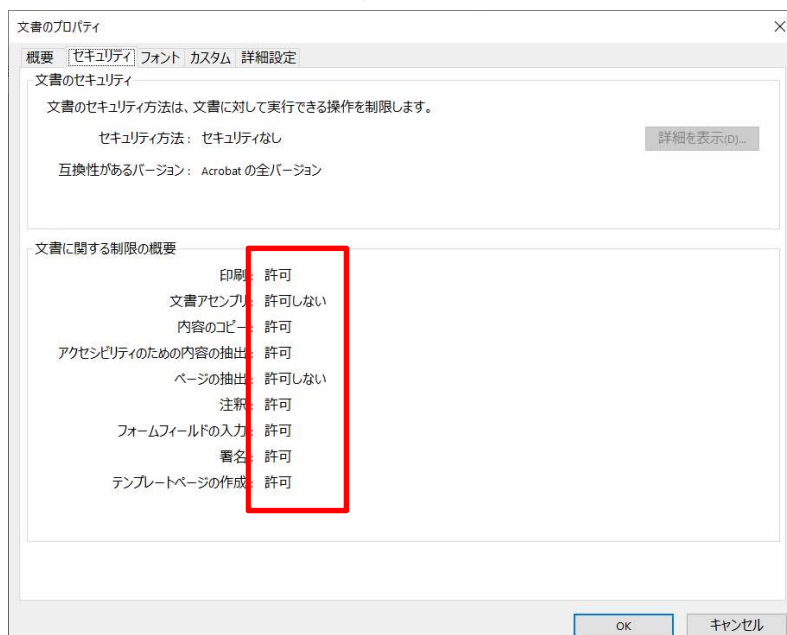 文書のプロパティ
概要 セキュリティ フォント カスタム 詳細設定
文書のセキュリティ
文書のセキュリティ方法は、文書に対して実行できる操作を制限します。
セキュリティ方法： セキュリティなし 詳細を表示(D)...
互換性があるバージョン： Acrobat の全バージョン
文書に関する制限の概要
印刷： 許可
文書アセンブリ： 許可しない
内容のコピー： 許可
アクセシビリティのための内容の抽出： 許可
ページの抽出： 許可しない
注釈： 許可
フォームフィールドの入力： 許可
署名： 許可
テンプレートページの作成： 許可
OK キャンセル